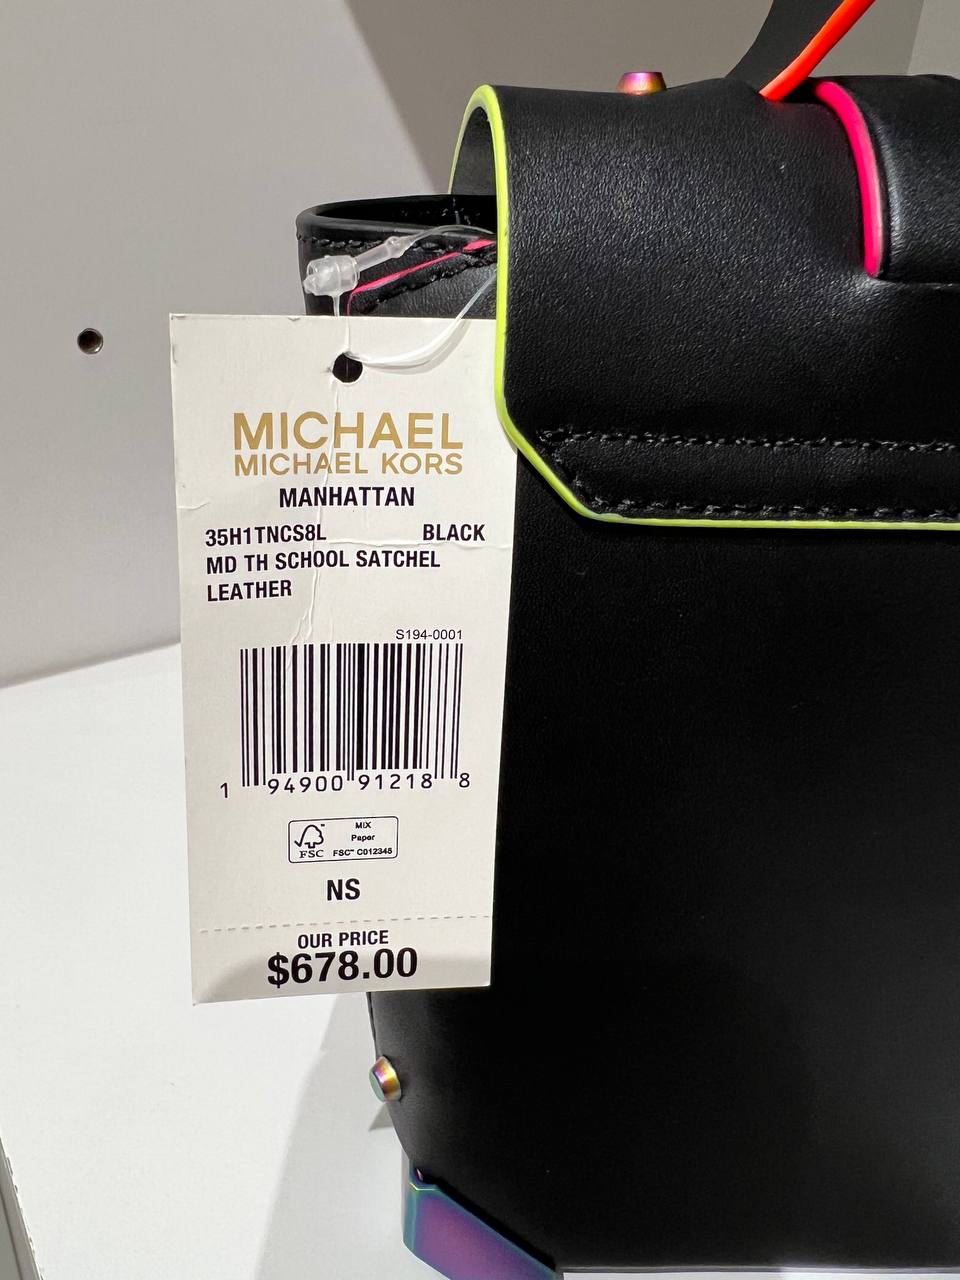 MICHAEL
MICHAEL KORS
MANHATTAN
35H1TNCS8L BLACK
MD TH SCHOOL SATCHEL
LEATHER
S194-0001
1 94900 91218 8
MIX
Paper
FSC™ C012345
FSC
NS
OUR PRICE
$678.00